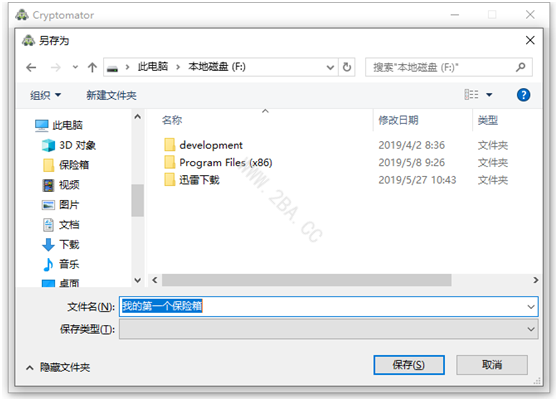 Cryptomator
另存为
此电脑 > 本地磁盘 (F:)
搜索"本地磁盘 (F:)"
组织 新建文件夹
名称 修改日期 类型
此电脑
3D 对象
保险箱
视频
图片
文档
下载
音乐
桌面
development 2019/4/2 8:36 文件夹
Program Files (x86) 2019/5/8 9:26 文件夹
迅雷下载 2019/5/27 10:43 文件夹
WWW.2BA.CC
文件名(N): 我的第一个保险箱
保存类型(T):
隐藏文件夹
保存(S) 取消